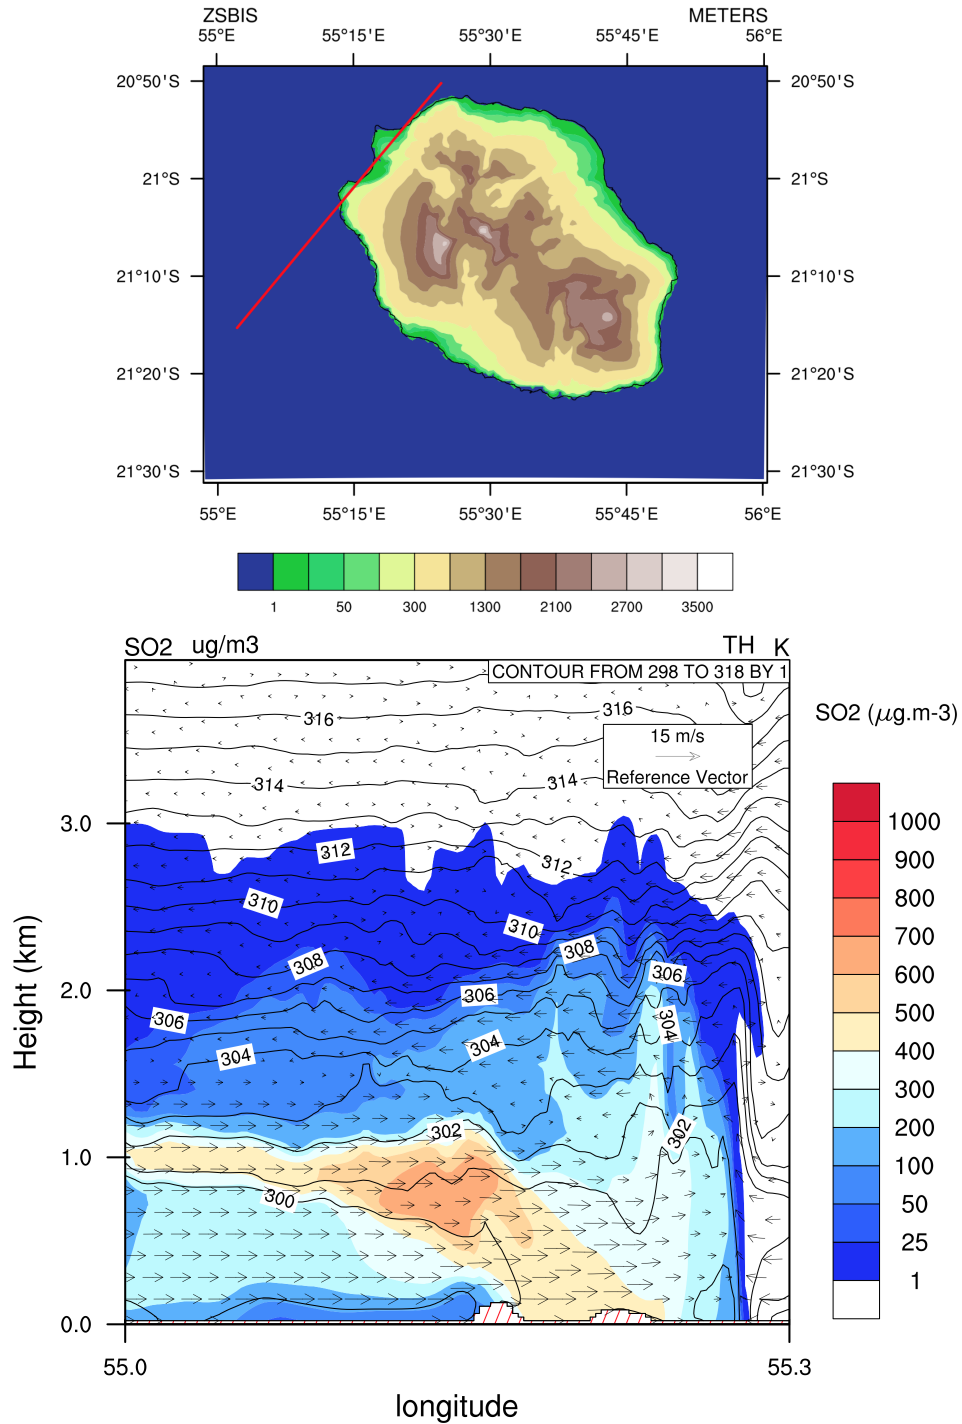 ZSBIS METERS
55°E 55°15'E 55°30'E 55°45'E 56°E
20°50'S 20°50'S
21°S 21°S
21°10'S 21°10'S
21°20'S 21°20'S
21°30'S 21°30'S
55°E 55°15'E 55°30'E 55°45'E 56°E
1 50 300 1300 2100 2700 3500
SO2 ug/m3 TH K
CONTOUR FROM 298 TO 318 BY 1
316 316
15 m/s
Reference Vector
314 314
SO2 (μg.m-3)
1000
900
800
700
600
500
400
300
200
100
50
25
1
3.0
312 312
310 310
308 308
2.0
306 306 306
304 304 304
302 302
1.0
300
0.0
Height (km)
55.0 55.3
longitude